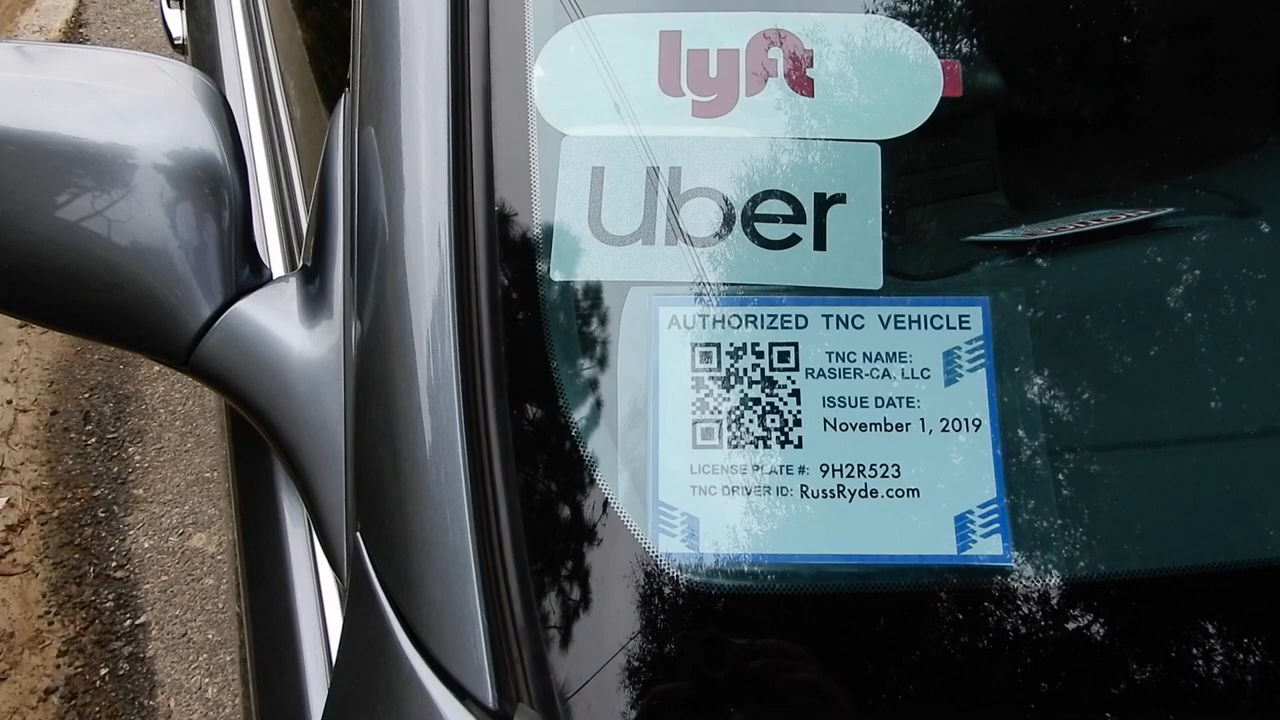 lyft
Uber
AUTHORIZED TNC VEHICLE
TNC NAME:
RASIER-CA, LLC
ISSUE DATE:
November 1, 2019
LICENSE PLATE #: 9H2R523
TNC DRIVER ID: RussRyde.com